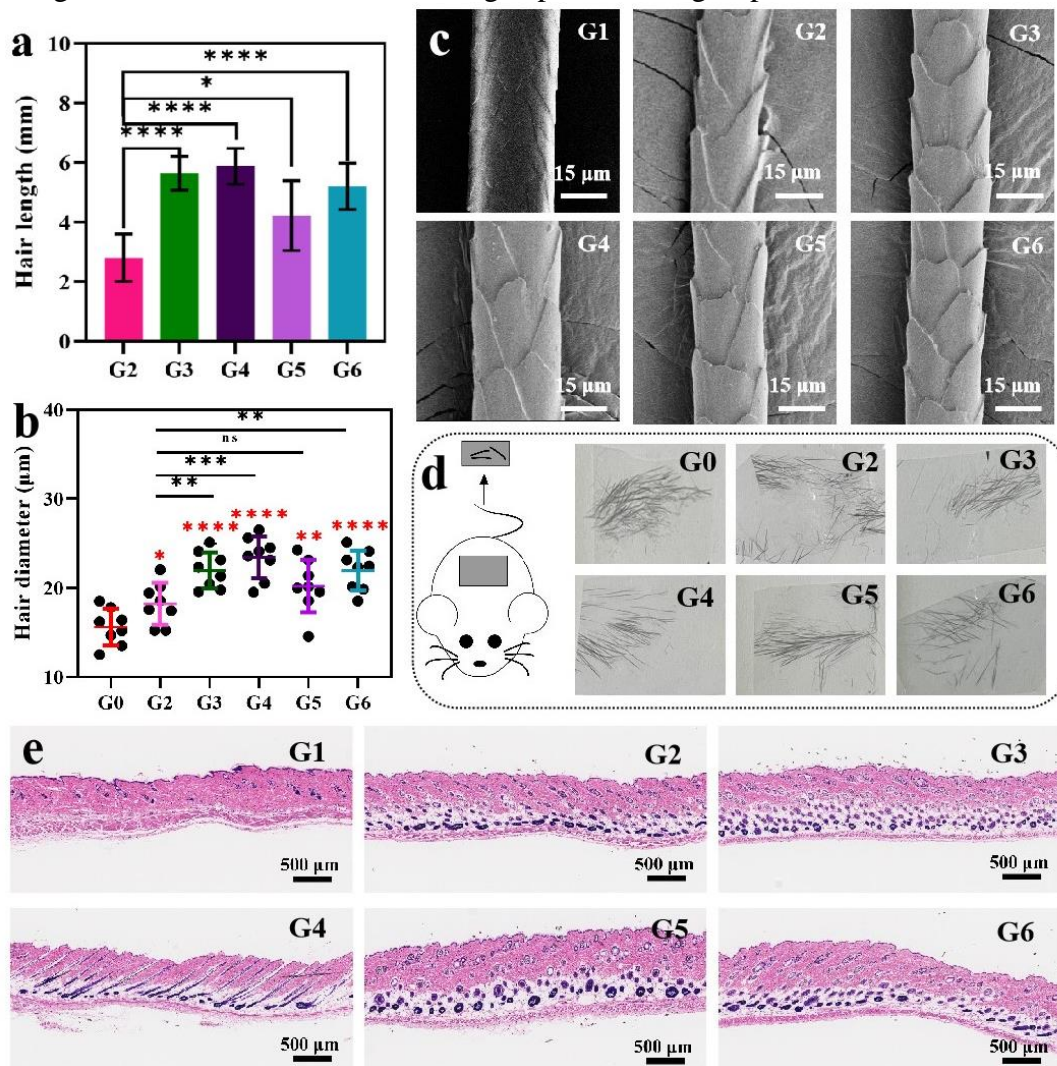 a
Hair length (mm)
10
8
6
4
2
0
****
*
****
****
G2 G3 G4 G5 G6
b
Hair diameter (μm)
40
30
20
10
**
ns
***
**
* **** **** ** ****
G0 G2 G3 G4 G5 G6
c
G1
15 μm
G2
15 μm
G3
15 μm
G4
15 μm
G5
15 μm
G6
15 μm
d
G0
G2
G3
G4
G5
G6
e
G1
500 μm
G2
500 μm
G3
500 μm
G4
500 μm
G5
500 μm
G6
500 μm